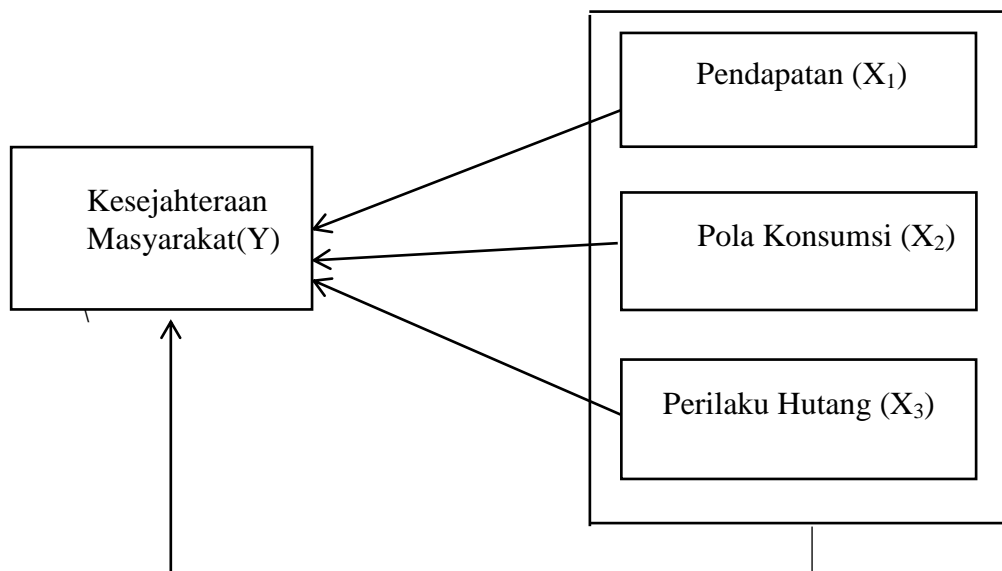 Pendapatan (X₁)
Kesejahteraan
Masyarakat(Y)
Pola Konsumsi (X₂)
Perilaku Hutang (X₃)